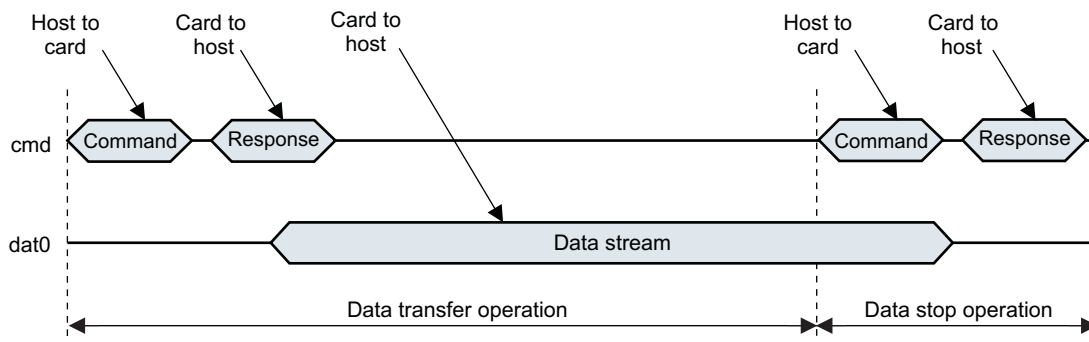 Host to
card
Card to
host
Card to
host
Host to
card
Card to
host
cmd
Command
Response
Command
Response
dat0
Data stream
Data transfer operation
Data stop operation